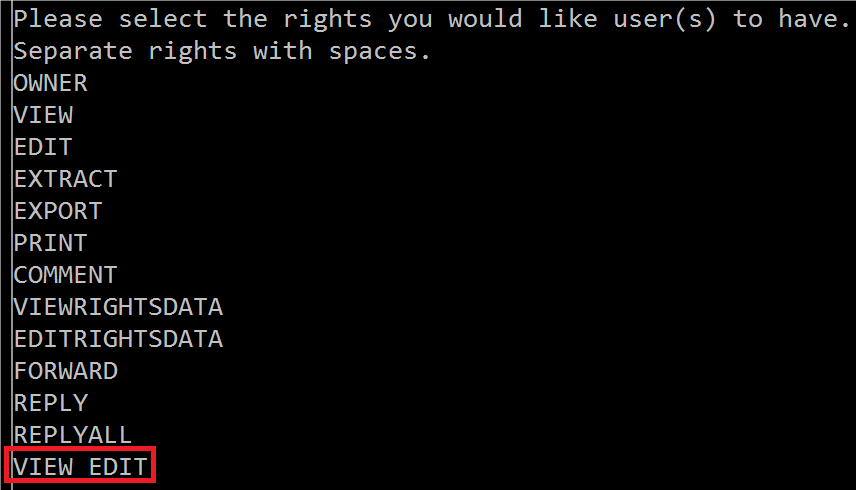 Please select the rights you would like user(s) to have.
Separate rights with spaces.
OWNER
VIEW
EDIT
EXTRACT
EXPORT
PRINT
COMMENT
VIEWRIGHTSDATA
EDITRIGHTSDATA
FORWARD
REPLY
REPLYALL
VIEW EDIT